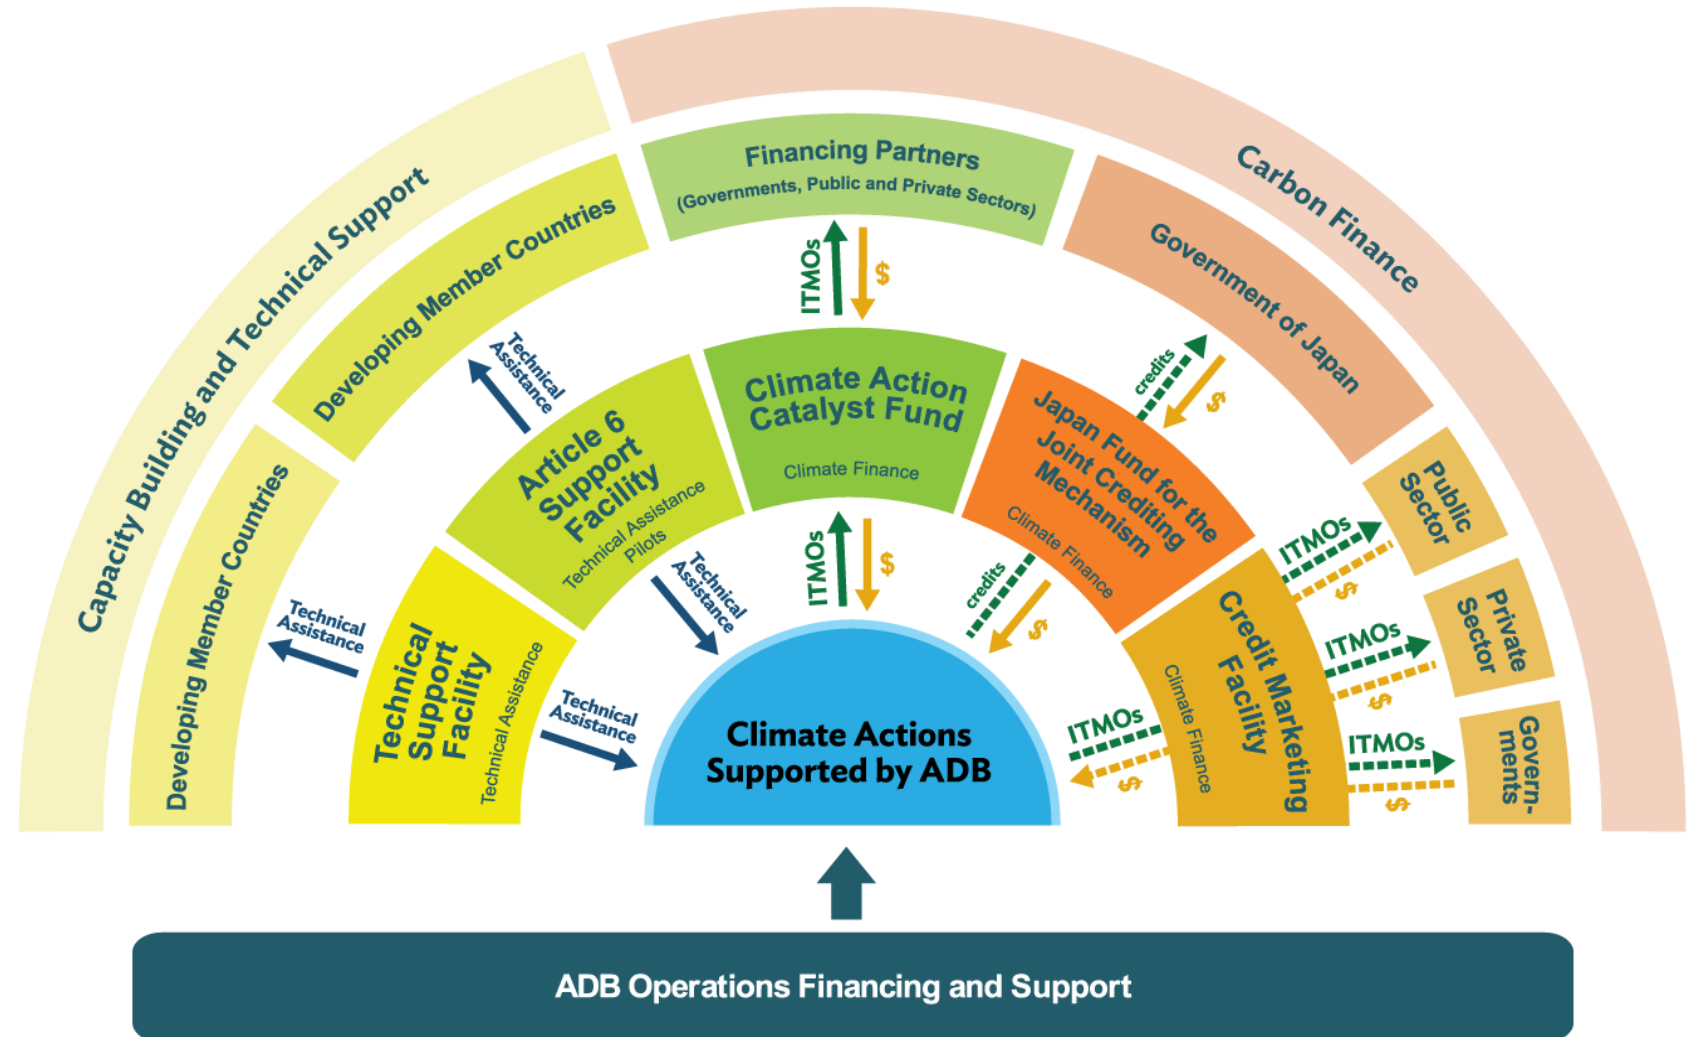 Capacity Building and Technical Support
Carbon Finance
Developing Member Countries
Developing Member Countries
Financing Partners
(Governments, Public and Private Sectors)
Government of Japan
Public
Sector
Private
Sector
Govern-
ments
Technical
Assistance
Technical
Assistance
ITMOs
$
credits
$
ITMOs
$
ITMOs
$
ITMOs
$
Technical
Support
Facility
Technical Assistance
Article 6
Support
Facility
Technical Assistance
Pilots
Climate Action
Catalyst Fund
Climate Finance
Japan Fund for the
Joint Crediting
Mechanism
Climate Finance
Credit Marketing
Facility
Climate Finance
Technical
Assistance
Technical
Assistance
ITMOs
$
credits
$
ITMOs
$
Climate Actions
Supported by ADB
ADB Operations Financing and Support